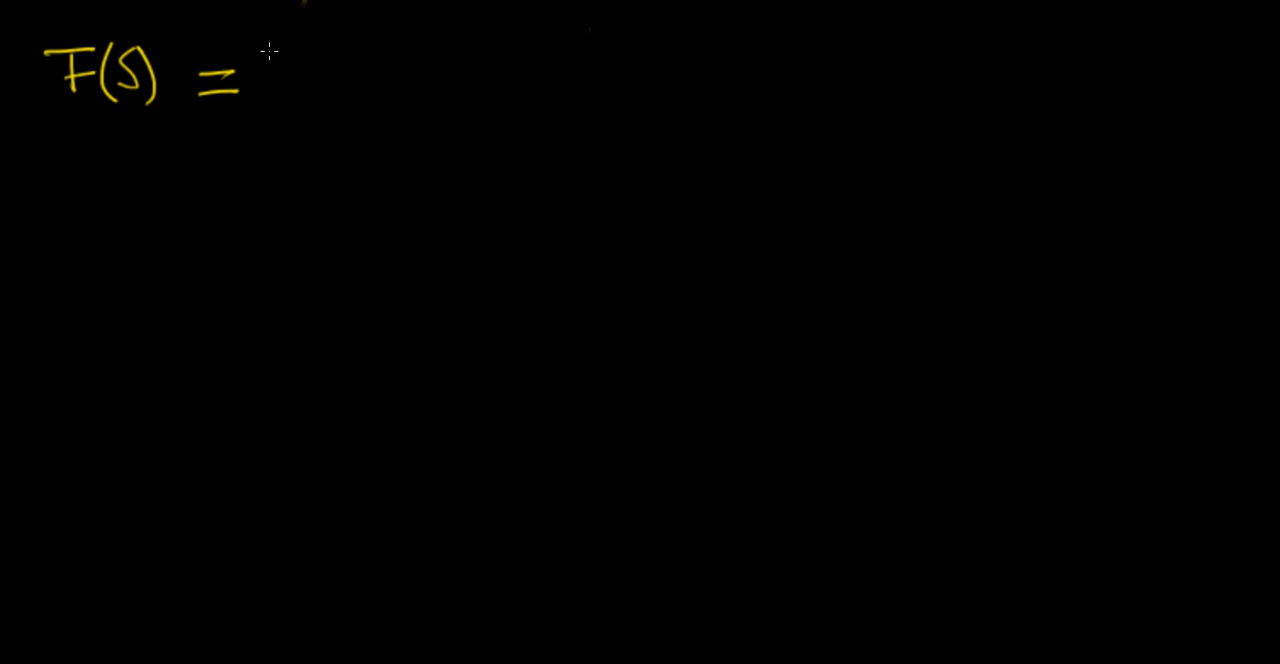 F(S) =